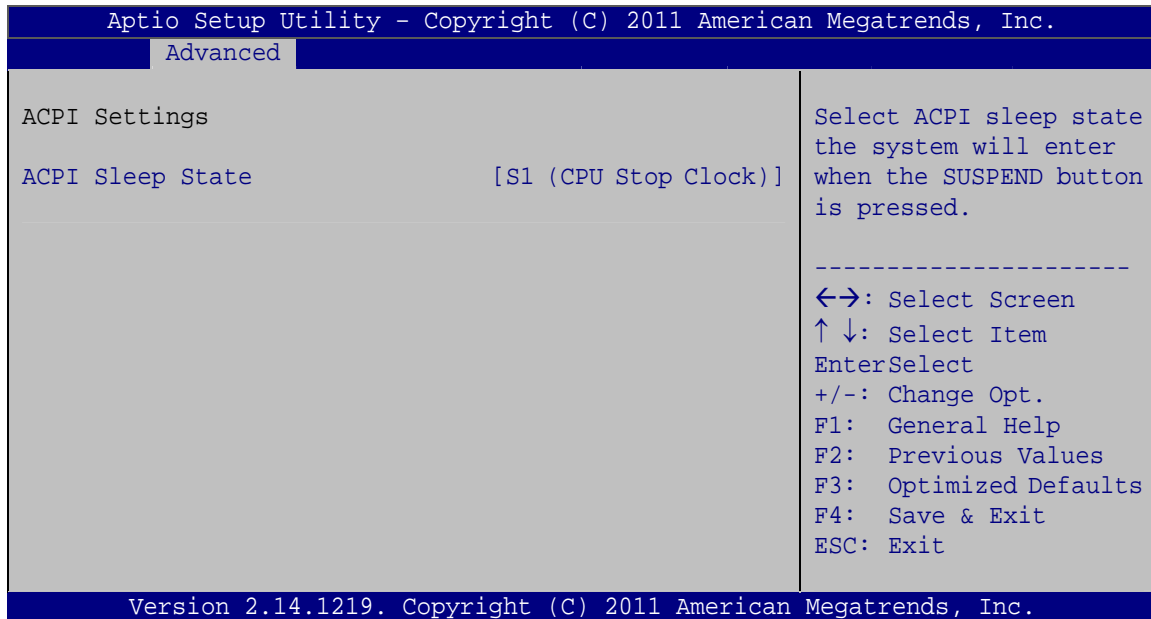 Aptio Setup Utility – Copyright (C) 2011 American Megatrends, Inc.
Advanced
ACPI Settings
ACPI Sleep State [S1 (CPU Stop Clock)]
Select ACPI sleep state
the system will enter
when the SUSPEND button
is pressed.
----------------------
←→: Select Screen
↑ ↓: Select Item
EnterSelect
+/-: Change Opt.
F1: General Help
F2: Previous Values
F3: Optimized Defaults
F4: Save & Exit
ESC: Exit
Version 2.14.1219. Copyright (C) 2011 American Megatrends, Inc.